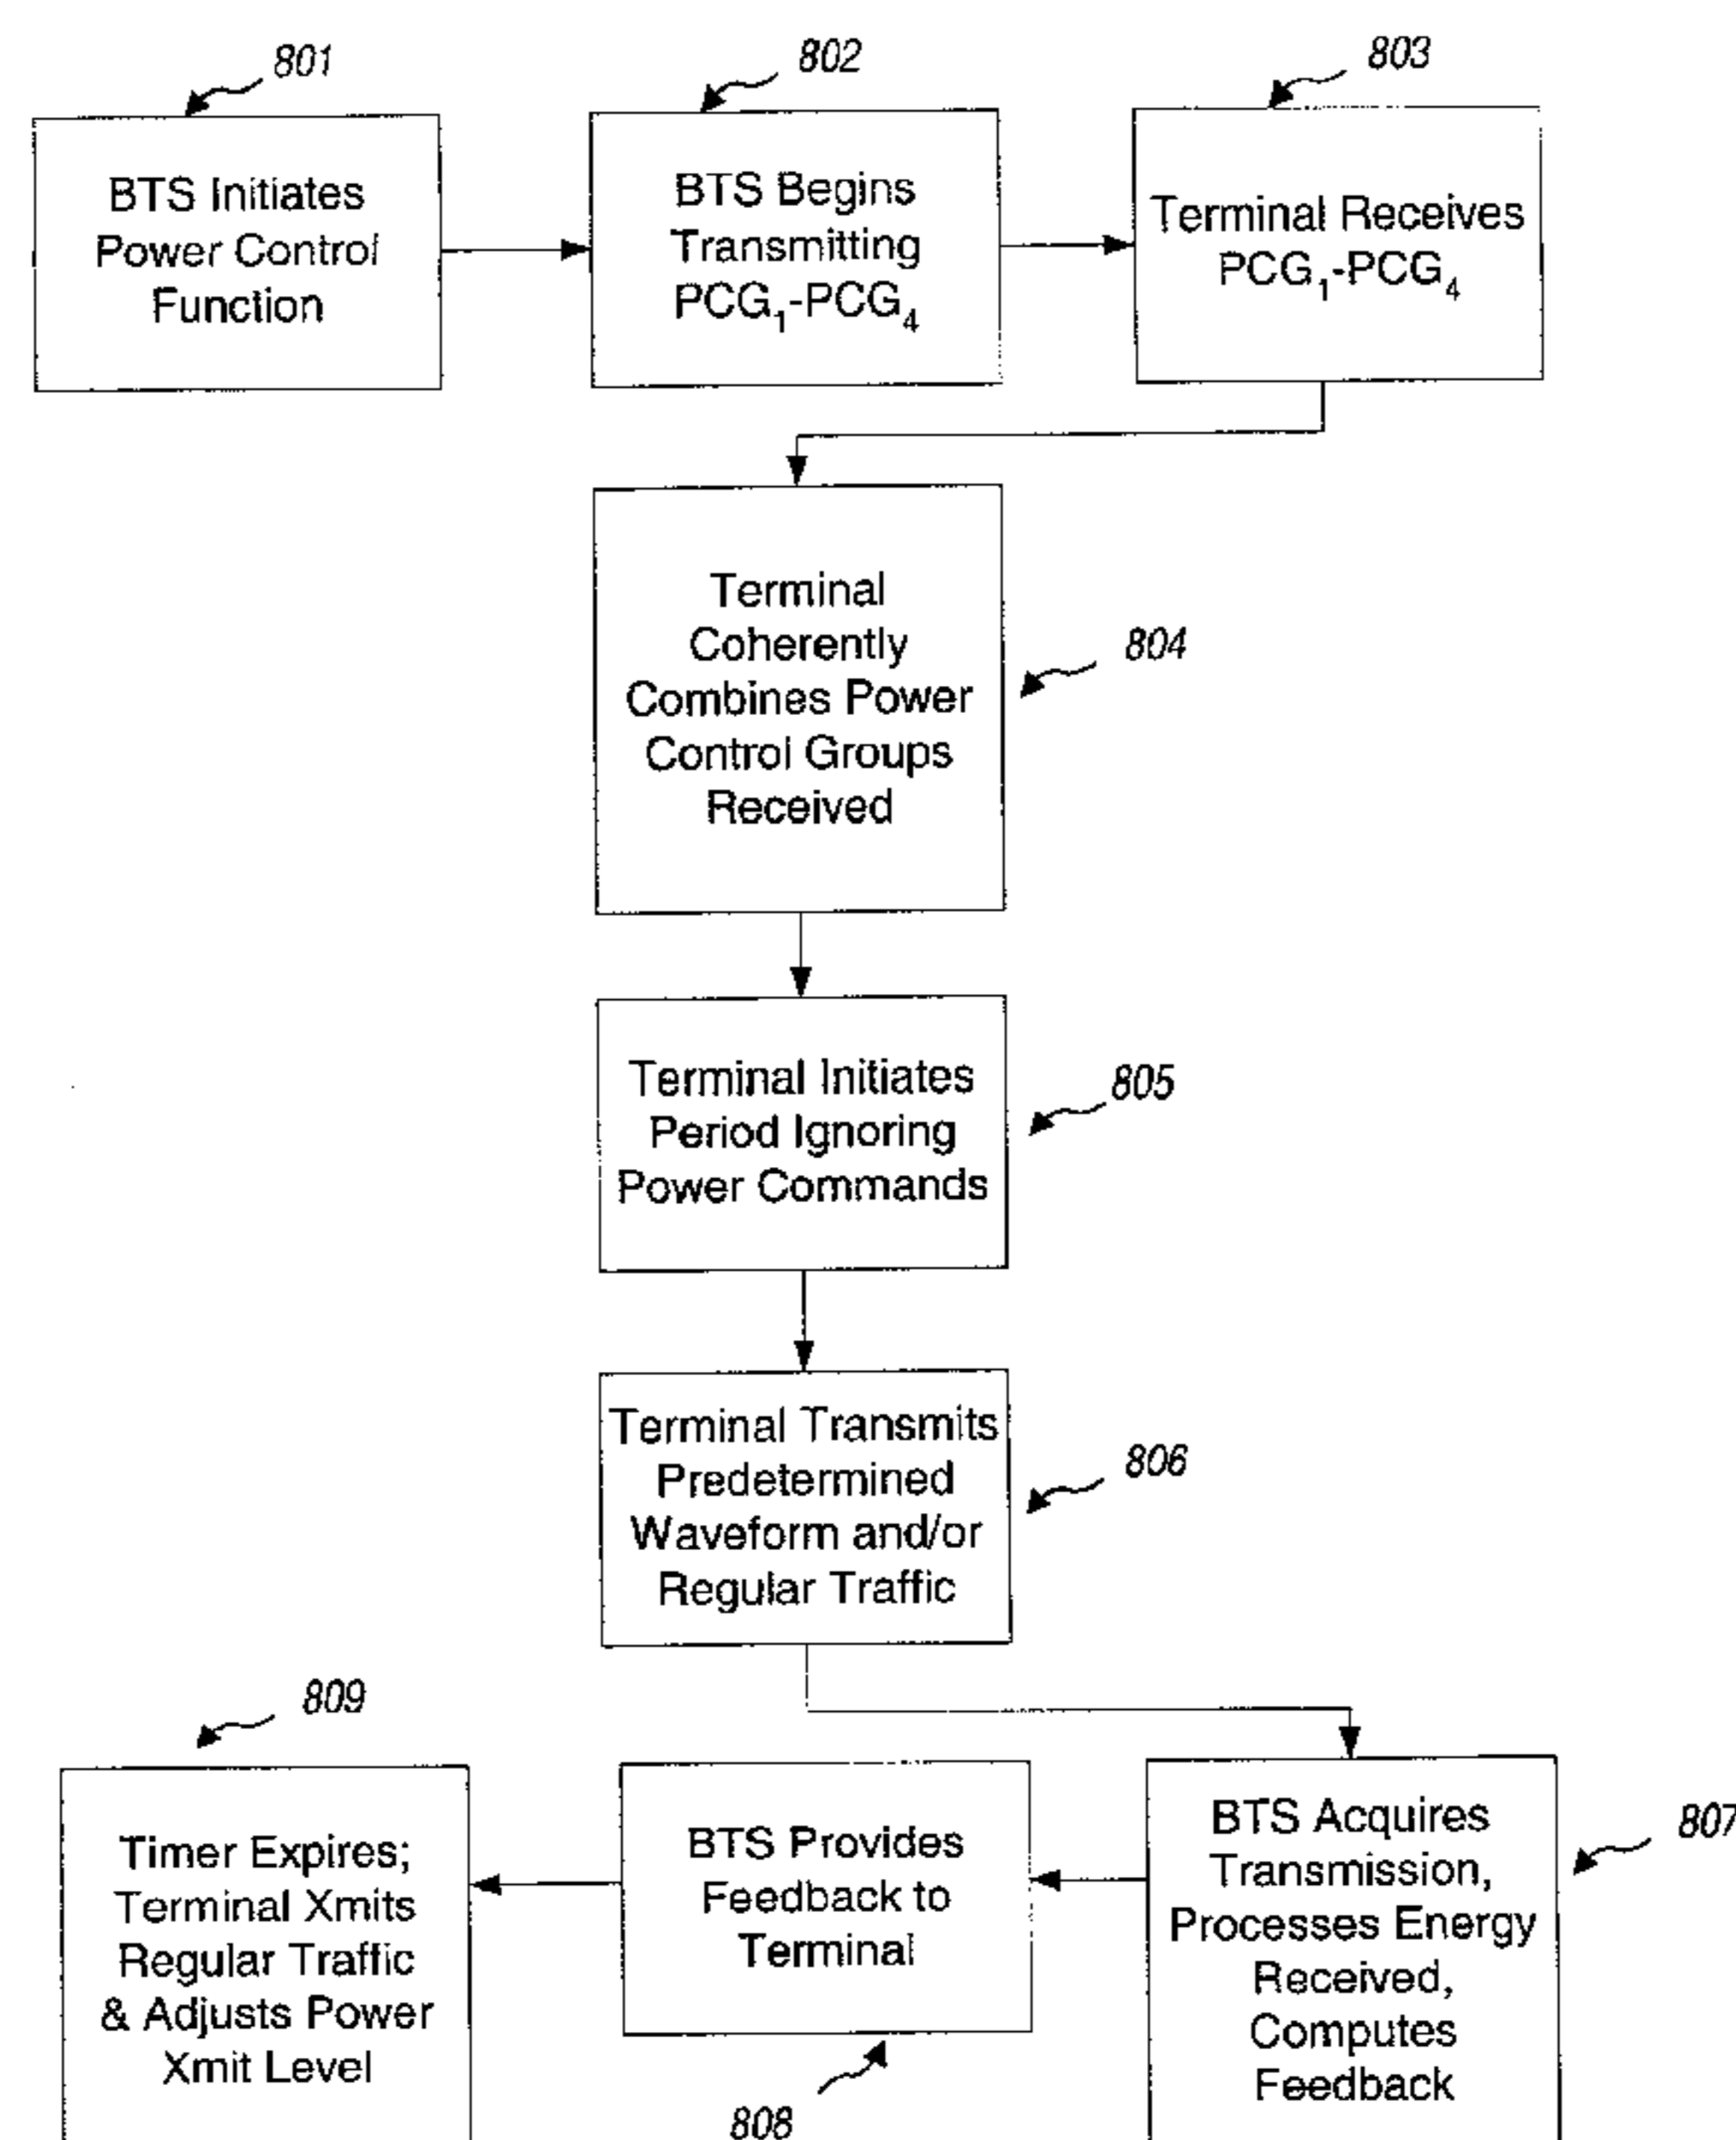 801
BTS Initiates
Power Control
Function
802
BTS Begins
Transmitting
PCG₁-PCG₄
803
Terminal Receives
PCG₁-PCG₄
804
Terminal
Coherently
Combines Power
Control Groups
Received
805
Terminal Initiates
Period Ignoring
Power Commands
806
Terminal Transmits
Predetermined
Waveform and/or
Regular Traffic
807
BTS Acquires
Transmission,
Processes Energy
Received,
Computes
Feedback
BTS Provides
Feedback to
Terminal
808
809
Timer Expires;
Terminal Xmits
Regular Traffic
& Adjusts Power
Xmit Level